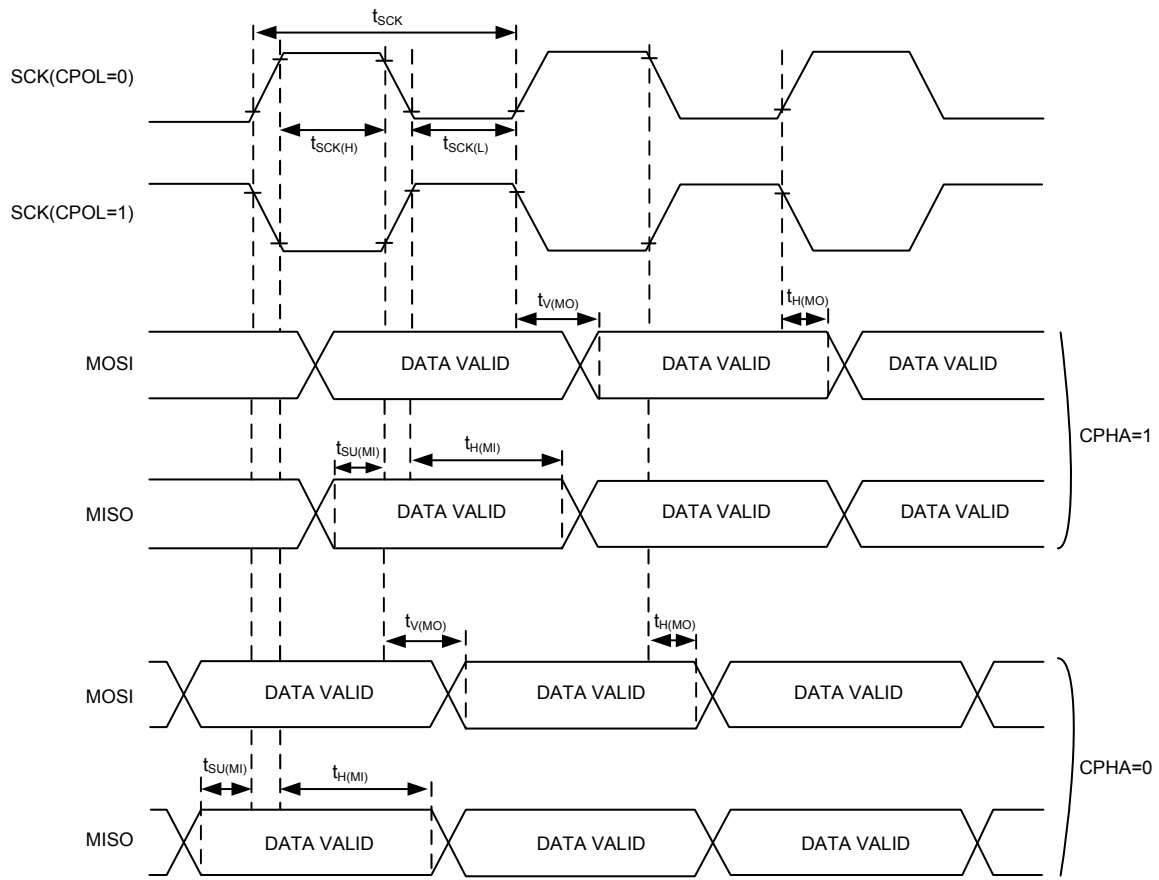 tSCK
SCK(CPOL=0)
tSCK(H)
tSCK(L)
SCK(CPOL=1)
tV(MO)
tH(MO)
MOSI
DATA VALID
DATA VALID
DATA VALID
CPHA=1
tSU(MI)
tH(MI)
MISO
DATA VALID
DATA VALID
DATA VALID
tV(MO)
tH(MO)
MOSI
DATA VALID
DATA VALID
DATA VALID
CPHA=0
tSU(MI)
tH(MI)
MISO
DATA VALID
DATA VALID
DATA VALID